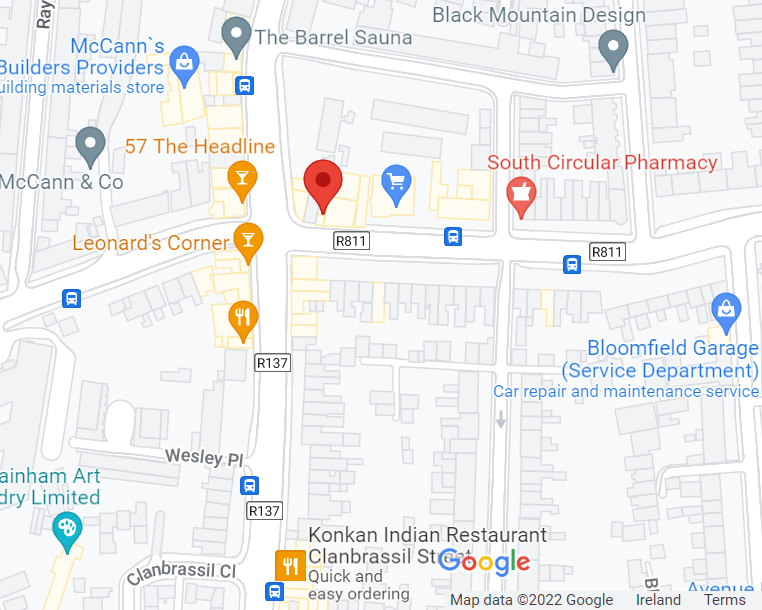 Black Mountain Design
Ray
The Barrel Sauna
McCann`s
Builders Providers
uilding materials store
57 The Headline
South Circular Pharmacy
McCann & Co
R811
Leonard's Corner
R811
Bloomfield Garage
(Service Department)
Car repair and maintenance service
R137
Wesley Pl
ainham Art
dry Limited
R137
Konkan Indian Restaurant
Clanbrassil Street
Quick and
easy ordering
Google
Clanbrassil Cl
Avenue
B
Map data ©2022 Google
Ireland
Terms